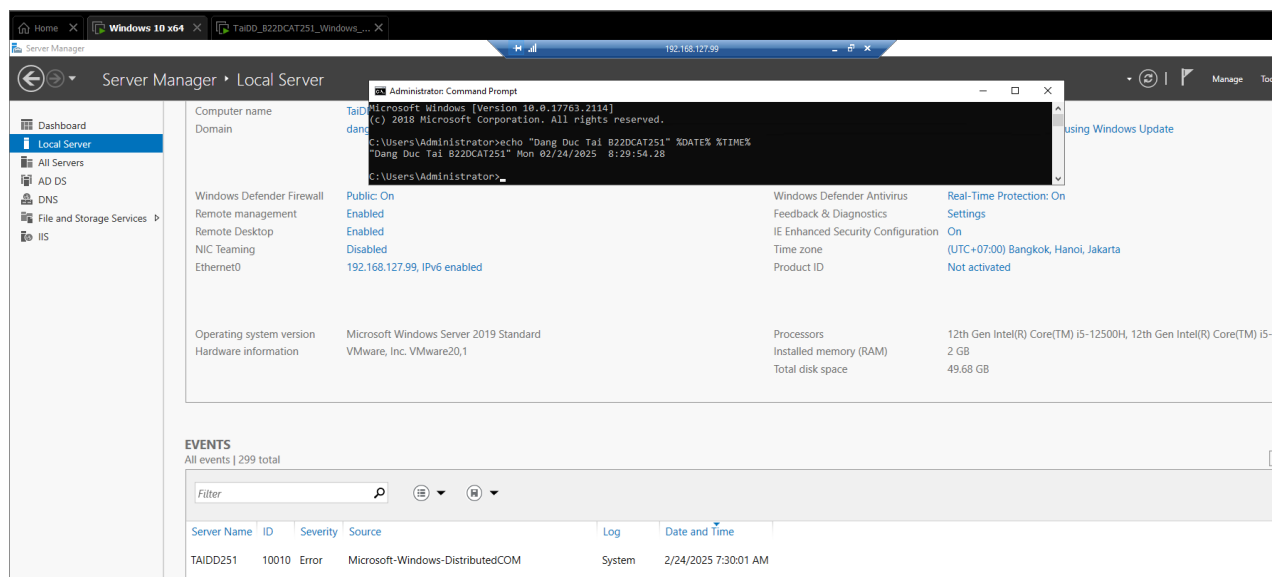 Home
Windows 10 x64
TaiDD_B22DCAT251_Windows_...
Server Manager
192.168.127.99
Server Manager • Local Server
Manage
Administrator: Command Prompt
Microsoft Windows [Version 10.0.17763.2114]
(c) 2018 Microsoft Corporation. All rights reserved.
C:\Users\Administrator>echo "Dang Duc Tai B22DCAT251" %DATE% %TIME%
"Dang Duc Tai B22DCAT251" Mon 02/24/2025  8:29:54.28
C:\Users\Administrator>
Dashboard
Local Server
All Servers
AD DS
DNS
File and Storage Services
IIS
Computer name
Domain
using Windows Update
Windows Defender Firewall Public: On
Remote management Enabled
Remote Desktop Enabled
NIC Teaming Disabled
Ethernet0 192.168.127.99, IPv6 enabled
Windows Defender Antivirus Real-Time Protection: On
Feedback & Diagnostics Settings
IE Enhanced Security Configuration On
Time zone (UTC+07:00) Bangkok, Hanoi, Jakarta
Product ID Not activated
Operating system version Microsoft Windows Server 2019 Standard
Hardware information VMware, Inc. VMware20,1
Processors 12th Gen Intel(R) Core(TM) i5-12500H, 12th Gen Intel(R) Core(TM) i5-
Installed memory (RAM) 2 GB
Total disk space 49.68 GB
EVENTS
All events | 299 total
Filter
Server Name ID Severity Source Log Date and Time
TAIDD251 10010 Error Microsoft-Windows-DistributedCOM System 2/24/2025 7:30:01 AM